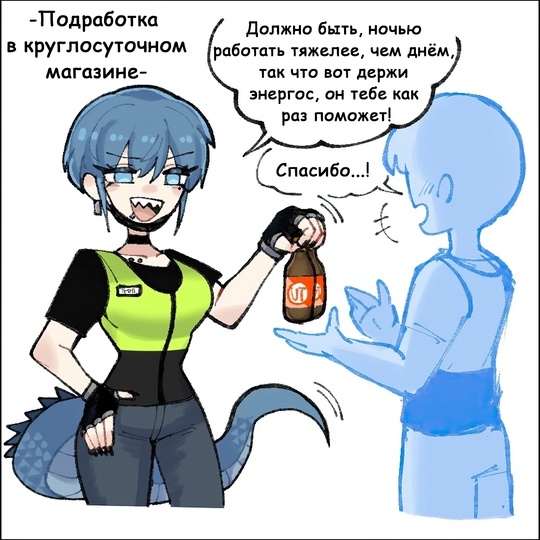 -Подработка
в круглосуточном
магазине-
Должно быть, ночью
работать тяжелее, чем днём,
так что вот держи
энергос, он тебе как
раз поможет!
Спасибо...!